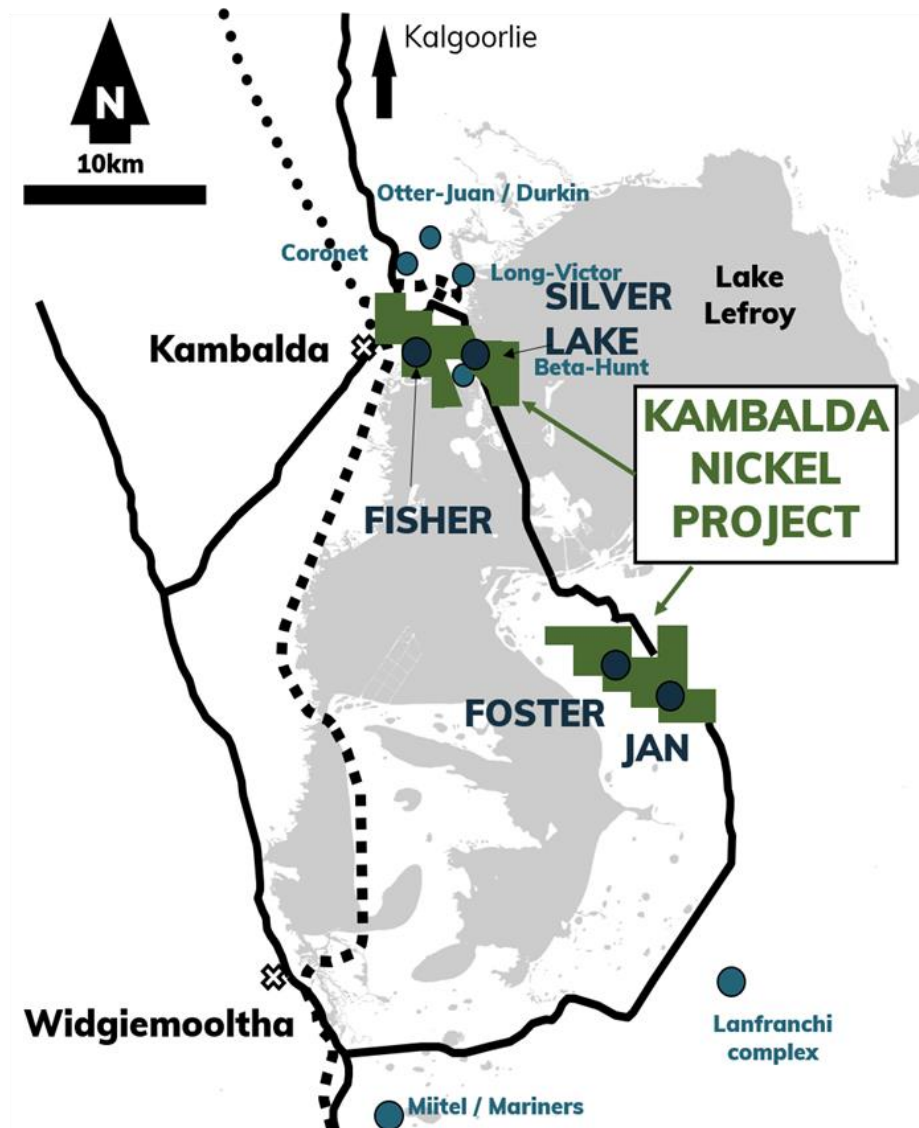 Kalgoorlie
N
10km
Otter-Juan / Durkin
Coronet
Long-Victor
SILVER
LAKE
Lake
Lefroy
Kambalda
Beta-Hunt
KAMBALDA
NICKEL
PROJECT
FISHER
FOSTER
JAN
Widgiemooltha
Lanfranchi
complex
Miitel / Mariners